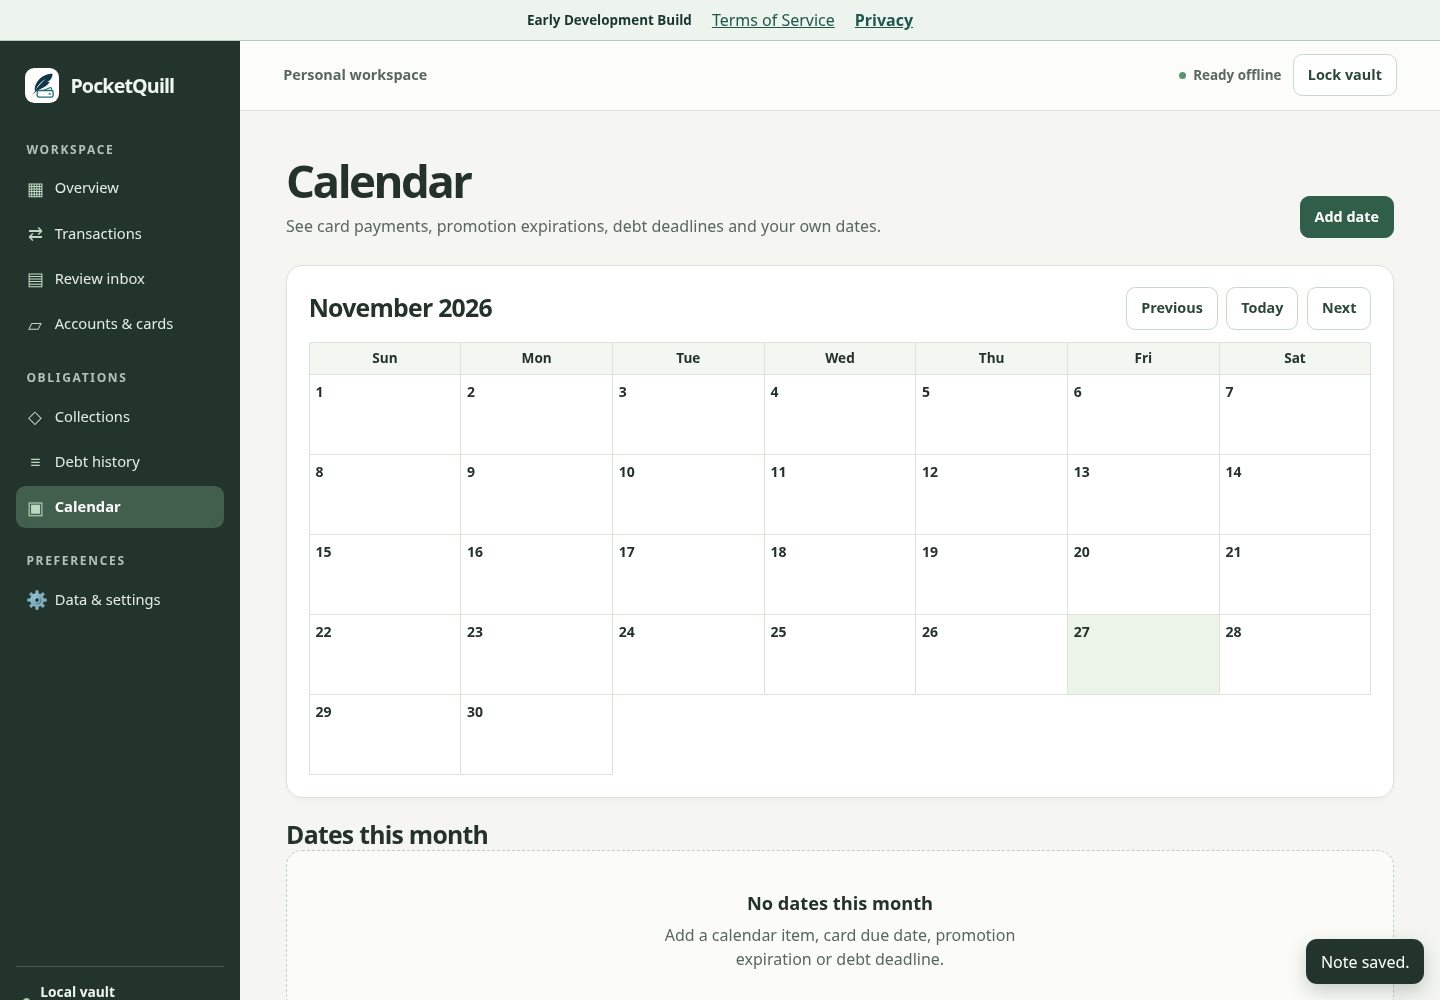 Early Development Build Terms of Service Privacy
PocketQuill
Personal workspace
Ready offline
Lock vault
WORKSPACE
Overview
Transactions
Review inbox
Accounts & cards
OBLIGATIONS
Collections
Debt history
Calendar
PREFERENCES
Data & settings
Local vault
Calendar
See card payments, promotion expirations, debt deadlines and your own dates.
Add date
November 2026
Previous Today Next
Sun Mon Tue Wed Thu Fri Sat
1 2 3 4 5 6 7
8 9 10 11 12 13 14
15 16 17 18 19 20 21
22 23 24 25 26 27 28
29 30
Dates this month
No dates this month
Add a calendar item, card due date, promotion
expiration or debt deadline.
Note saved.